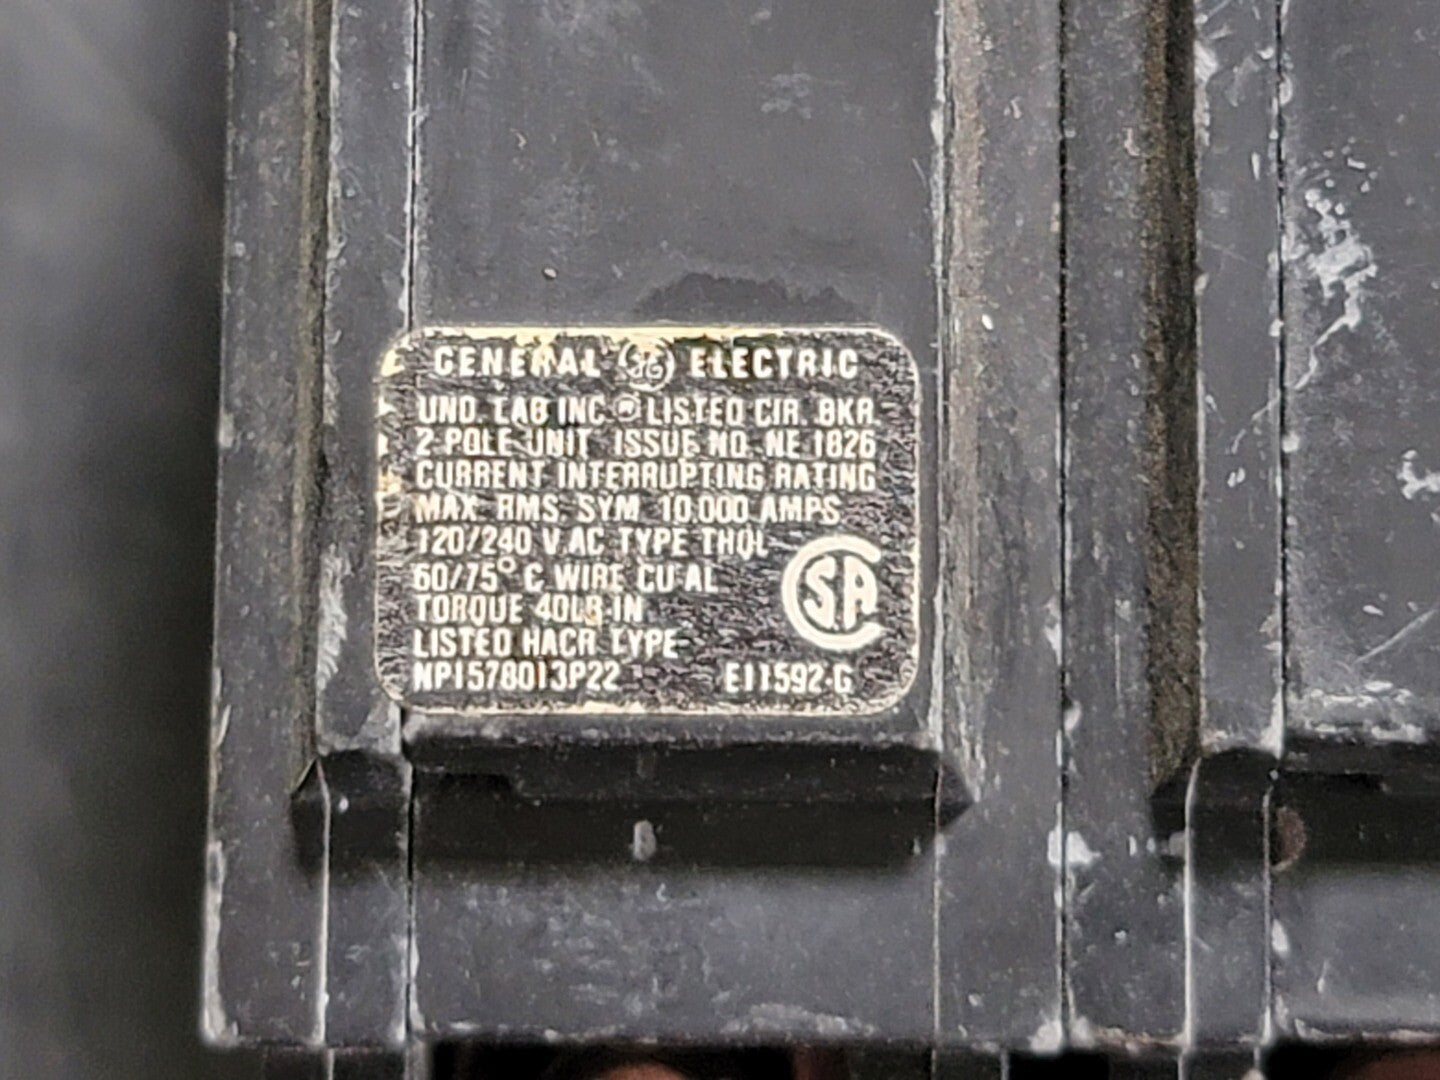 GENERAL GE ELECTRIC
UND. LAB INC ® LISTED CIR. BKR.
2 POLE UNIT ISSUE NO. NE 1826
CURRENT INTERRUPTING RATING
MAX. RMS. SYM. 10,000 AMPS
120/240 V.AC TYPE THQL
60/75° C WIRE CU AL
TORQUE 40LB-IN
LISTED HACR TYPE
NP1578013P22 E11592-G
CSA